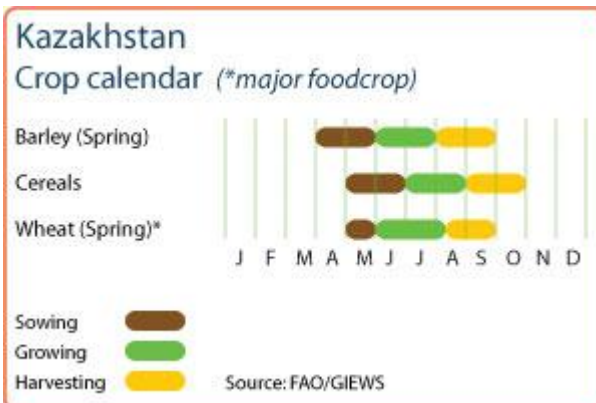 Kazakhstan
Crop calendar (*major foodcrop)
Barley (Spring)
Cereals
Wheat (Spring)*
J F M A M J J A S O N D
Sowing
Growing
Harvesting
Source: FAO/GIEWS